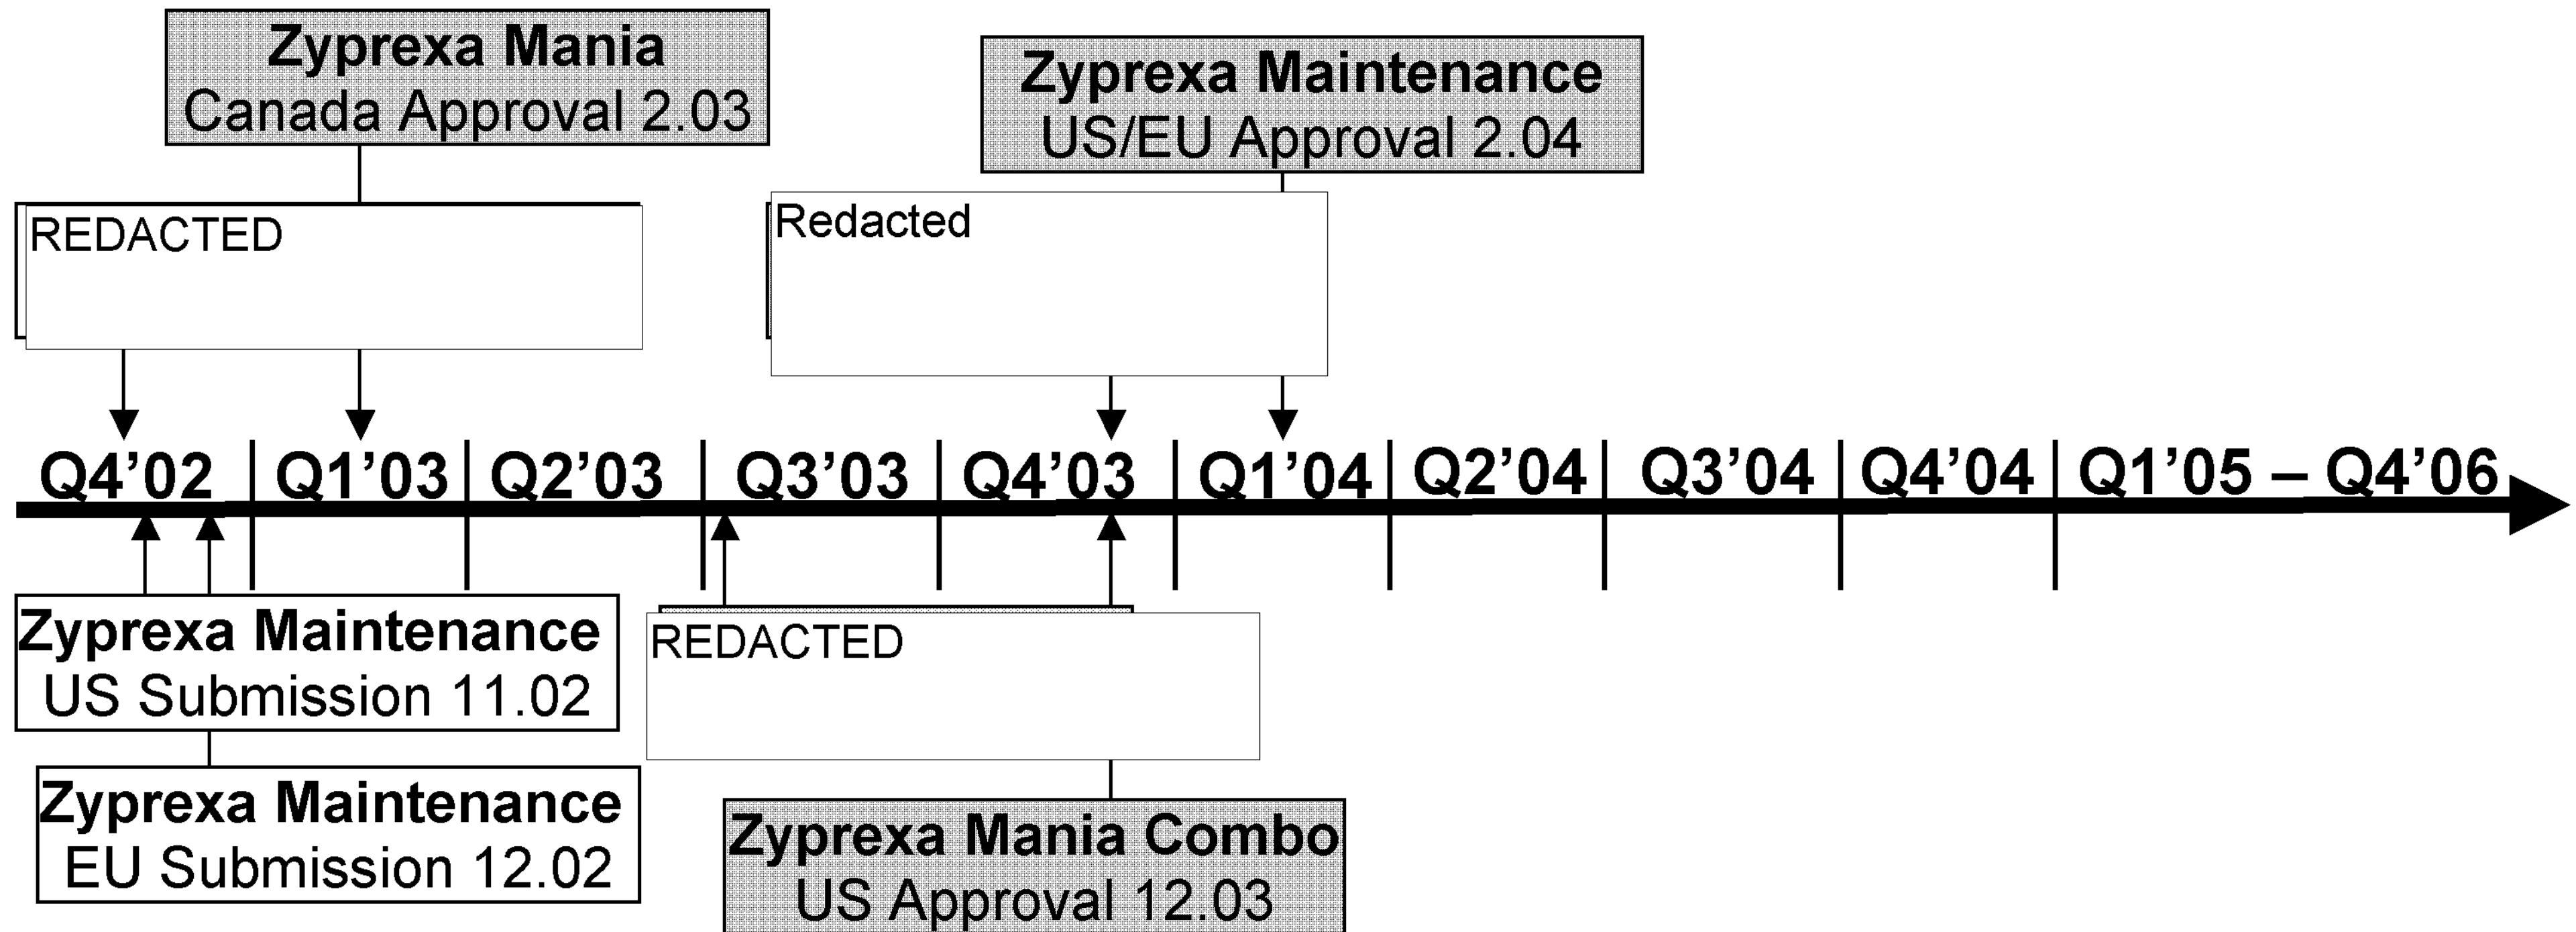 Zyprexa Mania
Canada Approval 2.03
Zyprexa Maintenance
US/EU Approval 2.04
REDACTED
Redacted
Q4’02 Q1’03 Q2’03 Q3’03 Q4’03 Q1’04 Q2’04 Q3’04 Q4’04 Q1’05 – Q4’06
Zyprexa Maintenance
US Submission 11.02
REDACTED
Zyprexa Maintenance
EU Submission 12.02
Zyprexa Mania Combo
US Approval 12.03